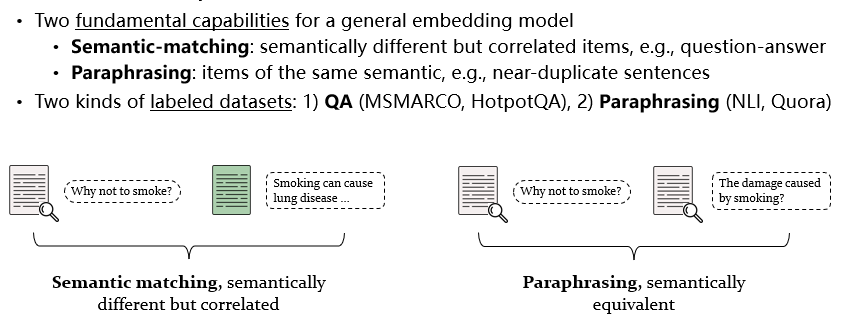 • Two fundamental capabilities for a general embedding model
• Semantic-matching: semantically different but correlated items, e.g., question-answer
• Paraphrasing: items of the same semantic, e.g., near-duplicate sentences
• Two kinds of labeled datasets: 1) QA (MSMARCO, HotpotQA), 2) Paraphrasing (NLI, Quora)
Why not to smoke?
Smoking can cause
lung disease ...
Why not to smoke?
The damage caused
by smoking?
Semantic matching, semantically
different but correlated
Paraphrasing, semantically
equivalent